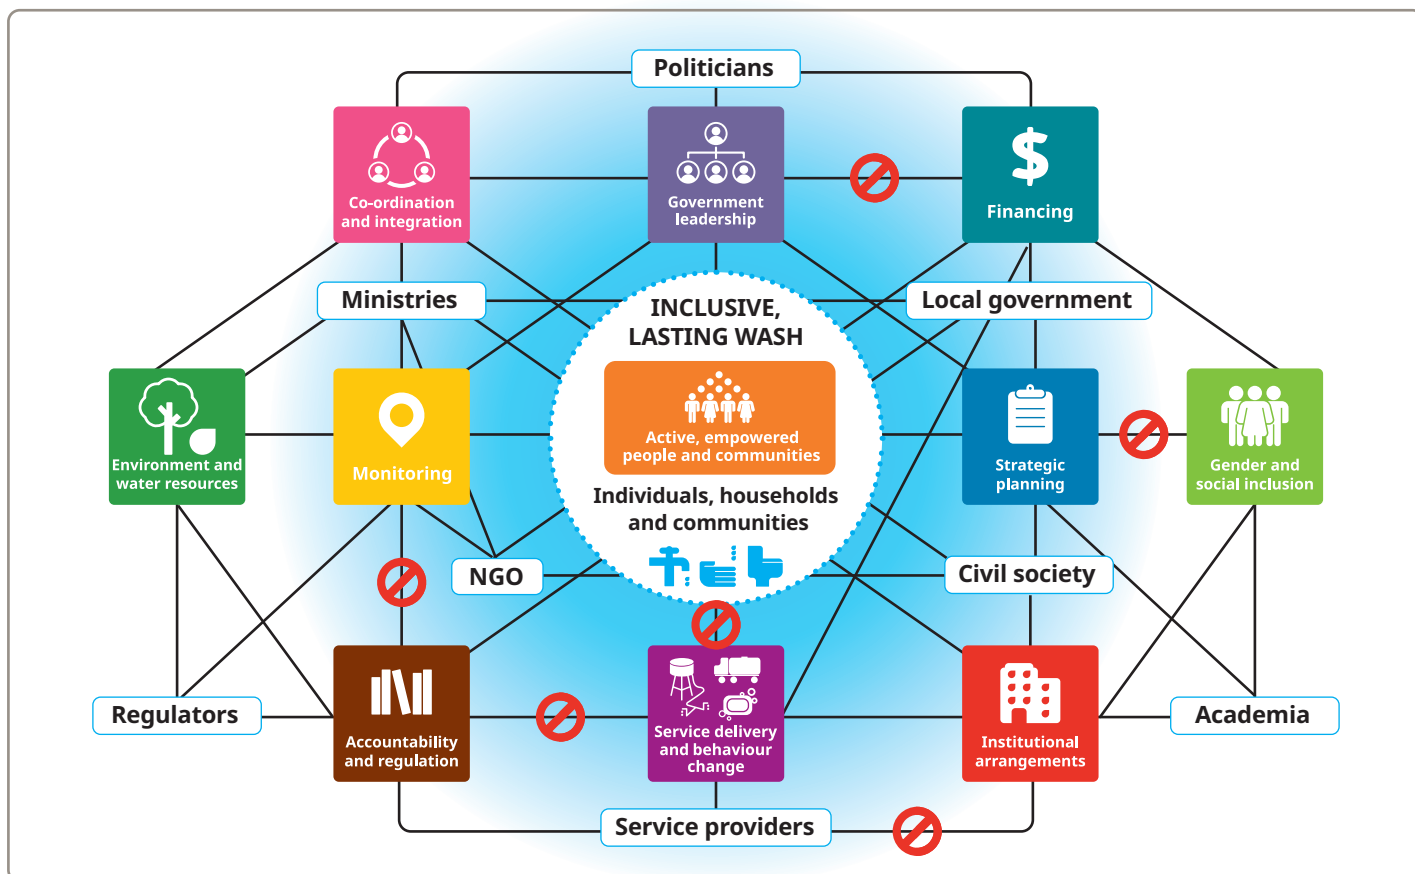 Politicians
Co-ordination
and integration
Government
leadership
$
Financing
Ministries
Local government
INCLUSIVE,
LASTING WASH
Active, empowered
people and communities
Individuals, households
and communities
Environment and
water resources
Monitoring
Strategic
planning
Gender and
social inclusion
NGO
Civil society
Regulators
Accountability
and regulation
Service delivery
and behaviour
change
Institutional
arrangements
Academia
Service providers